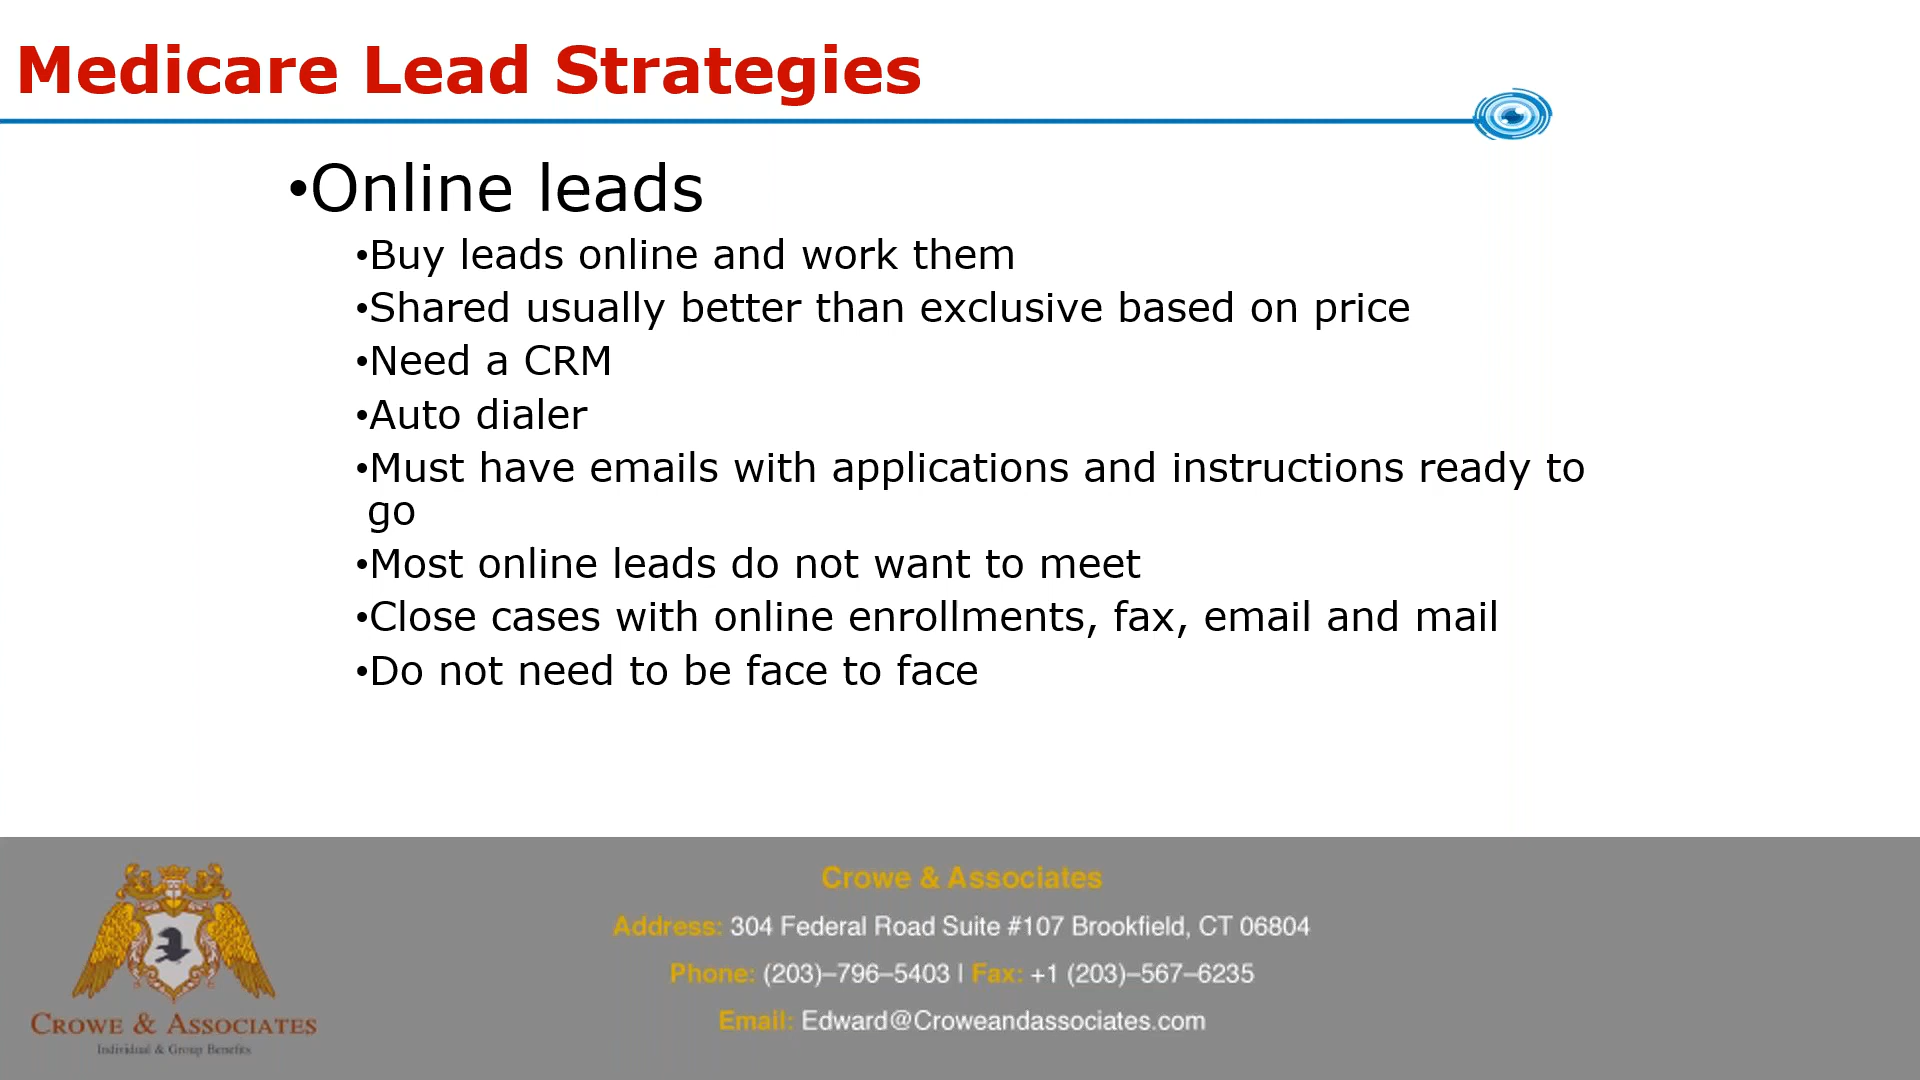 Medicare Lead Strategies
•Online leads
•Buy leads online and work them
•Shared usually better than exclusive based on price
•Need a CRM
•Auto dialer
•Must have emails with applications and instructions ready to
go
•Most online leads do not want to meet
•Close cases with online enrollments, fax, email and mail
•Do not need to be face to face
Crowe & Associates
Address: 304 Federal Road Suite #107 Brookfield, CT 06804
Phone: (203)–796–5403 | Fax: +1 (203)–567–6235
Email: Edward@Croweandassociates.com
CROWE & ASSOCIATES
Individual & Group Benefits